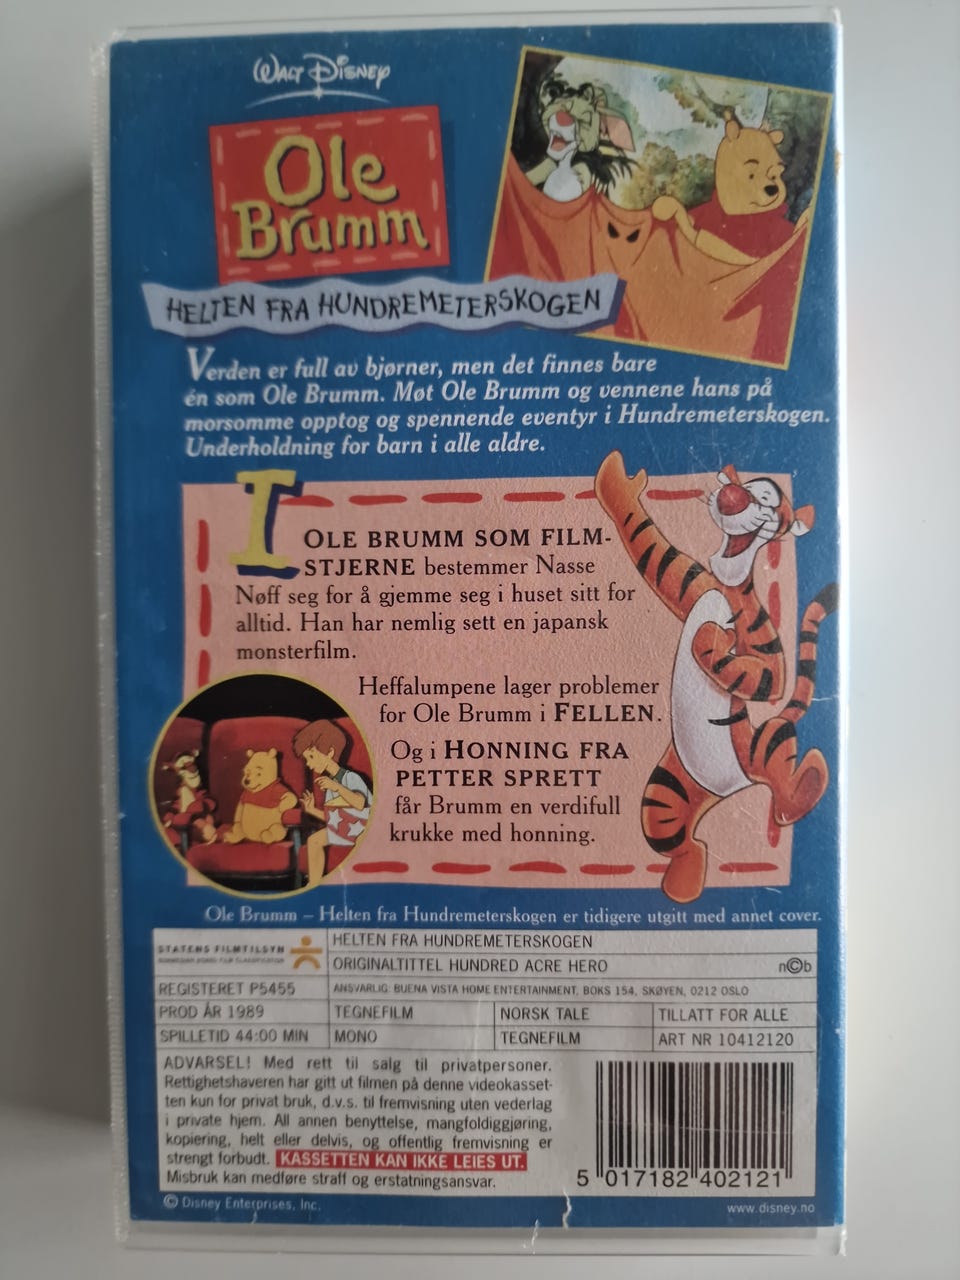 WALT DISNEY
Ole
Brumm
HELTEN FRA HUNDREMETERSKOGEN
Verden er full av bjørner, men det finnes bare
én som Ole Brumm. Møt Ole Brumm og vennene hans på
morsomme opptog og spennende eventyr i Hundremeterskogen.
Underholdning for barn i alle aldre.
I OLE BRUMM SOM FILM-
STJERNE bestemmer Nasse
Nøff seg for å gjemme seg i huset sitt for
alltid. Han har nemlig sett en japansk
monsterfilm.
Heffalumpene lager problemer
for Ole Brumm i FELLEN.
Og i HONNING FRA
PETTER SPRETT
får Brumm en verdifull
krukke med honning.
Ole Brumm – Helten fra Hundremeterskogen er tidigere utgitt med annet cover.
STATENS FILMTILSYN
NORWEGIAN BOARD FILM CLASSIFICATION
HELTEN FRA HUNDREMETERSKOGEN
ORIGINALTITTEL HUNDRED ACRE HERO n©b
REGISTERET P5455
ANSVARLIG: BUENA VISTA HOME ENTERTAINMENT, BOKS 154, SKØYEN, 0212 OSLO
PROD ÅR 1989 TEGNEFILM NORSK TALE TILLATT FOR ALLE
SPILLETID 44:00 MIN MONO TEGNEFILM ART NR 10412120
ADVARSEL! Med rett til salg til privatpersoner.
Rettighetshaveren har gitt ut filmen på denne videokasset-
ten kun for privat bruk, d.v.s. til fremvisning uten vederlag
i private hjem. All annen benyttelse, mangfoldiggjøring,
kopiering, helt eller delvis, og offentlig fremvisning er
strengt forbudt. KASSETTEN KAN IKKE LEIES UT.
Misbruk kan medføre straff og erstatningsansvar.
5 017182 402121
© Disney Enterprises, Inc.
www.disney.no